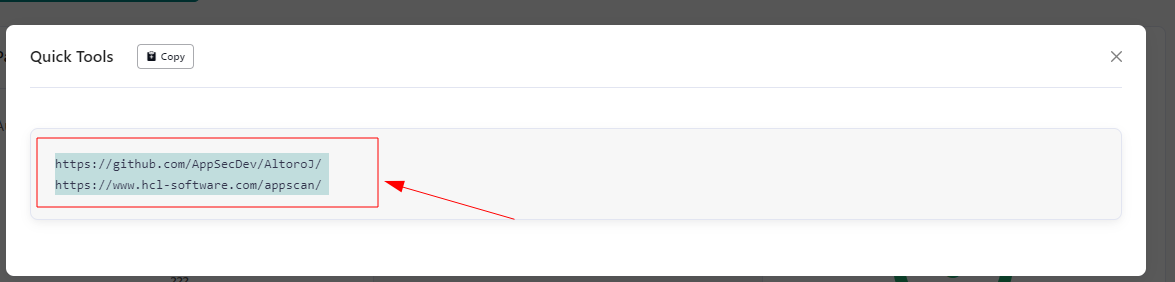 Quick Tools
Copy
https://github.com/AppSecDev/AltoroJ/
https://www.hcl-software.com/appscan/